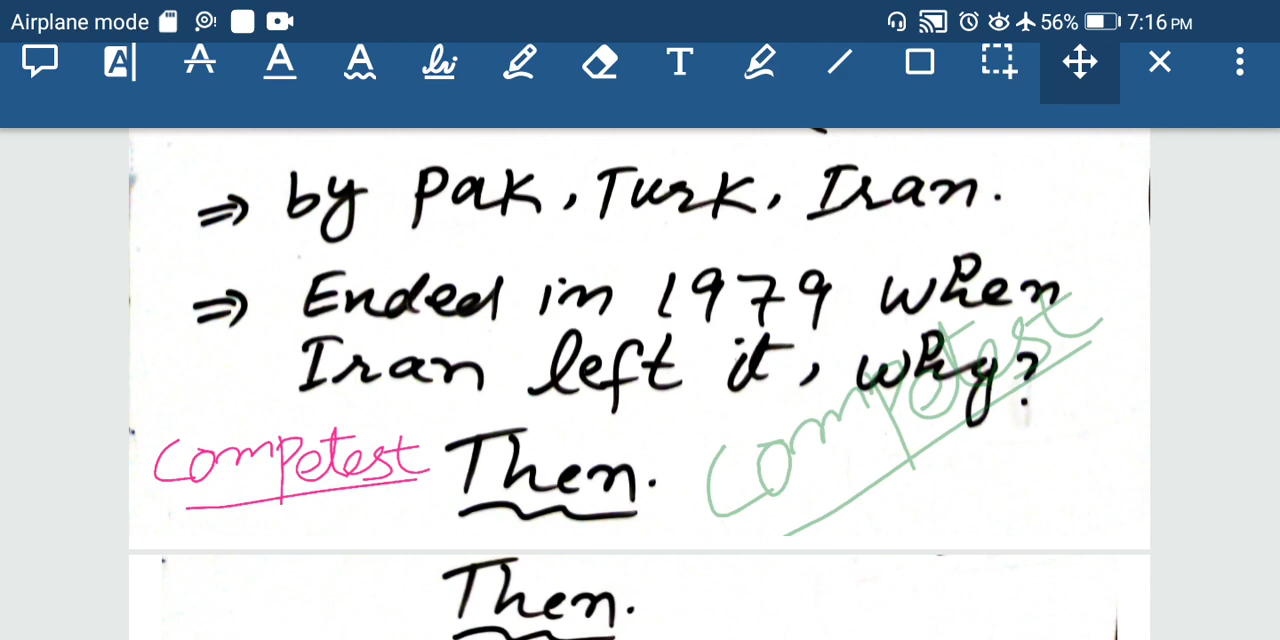 Airplane mode 56% 7:16 PM
A A A A T
⇒ by Pak, Turk, Iran.
⇒ Ended in 1979 when
Iran left it, why?
Competest
Competest Then.
Then.